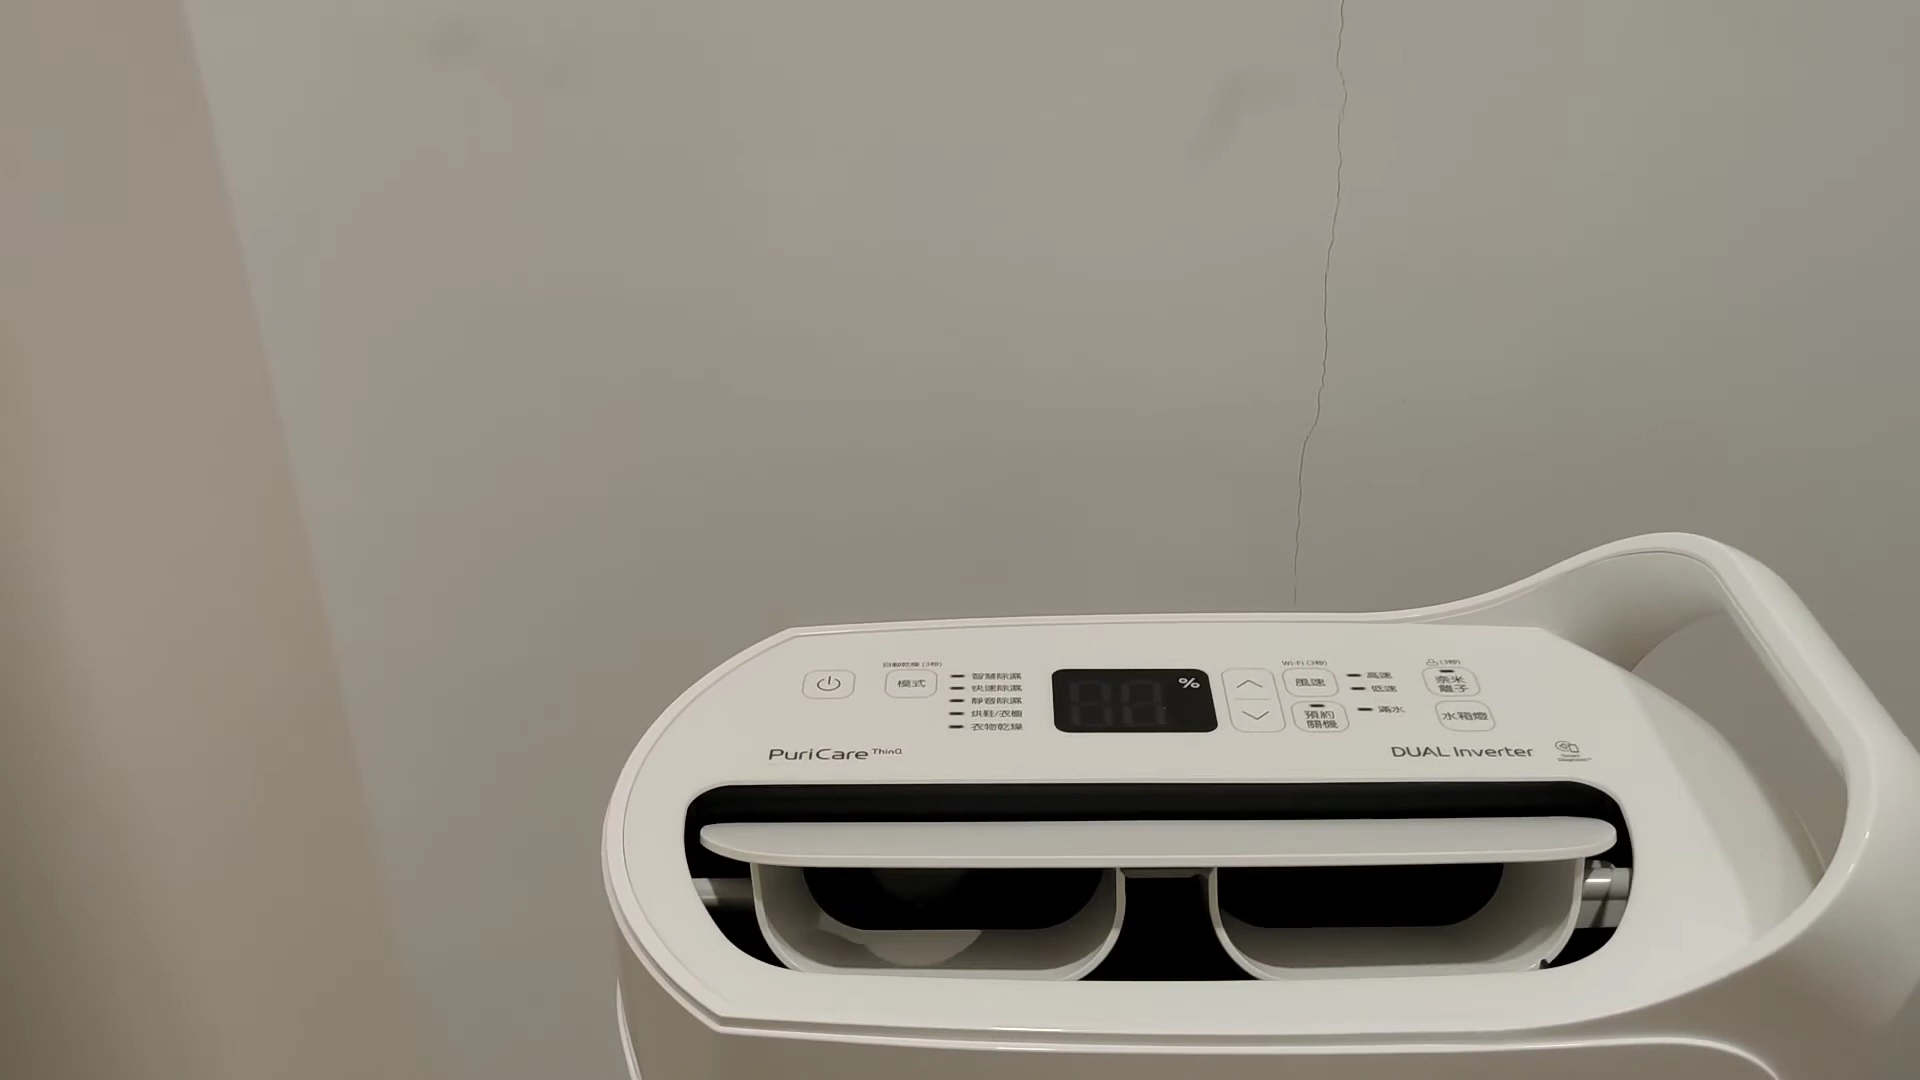 自動乾燥 (3秒)
模式
智慧除濕
快速除濕
靜音除濕
烘鞋/衣櫥
衣物乾燥
%
Wi-Fi (3秒)
風速
預約
關機
高速
低速
滿水
(3秒)
奈米
離子
水箱燈
PuriCare ThinQ
DUAL Inverter